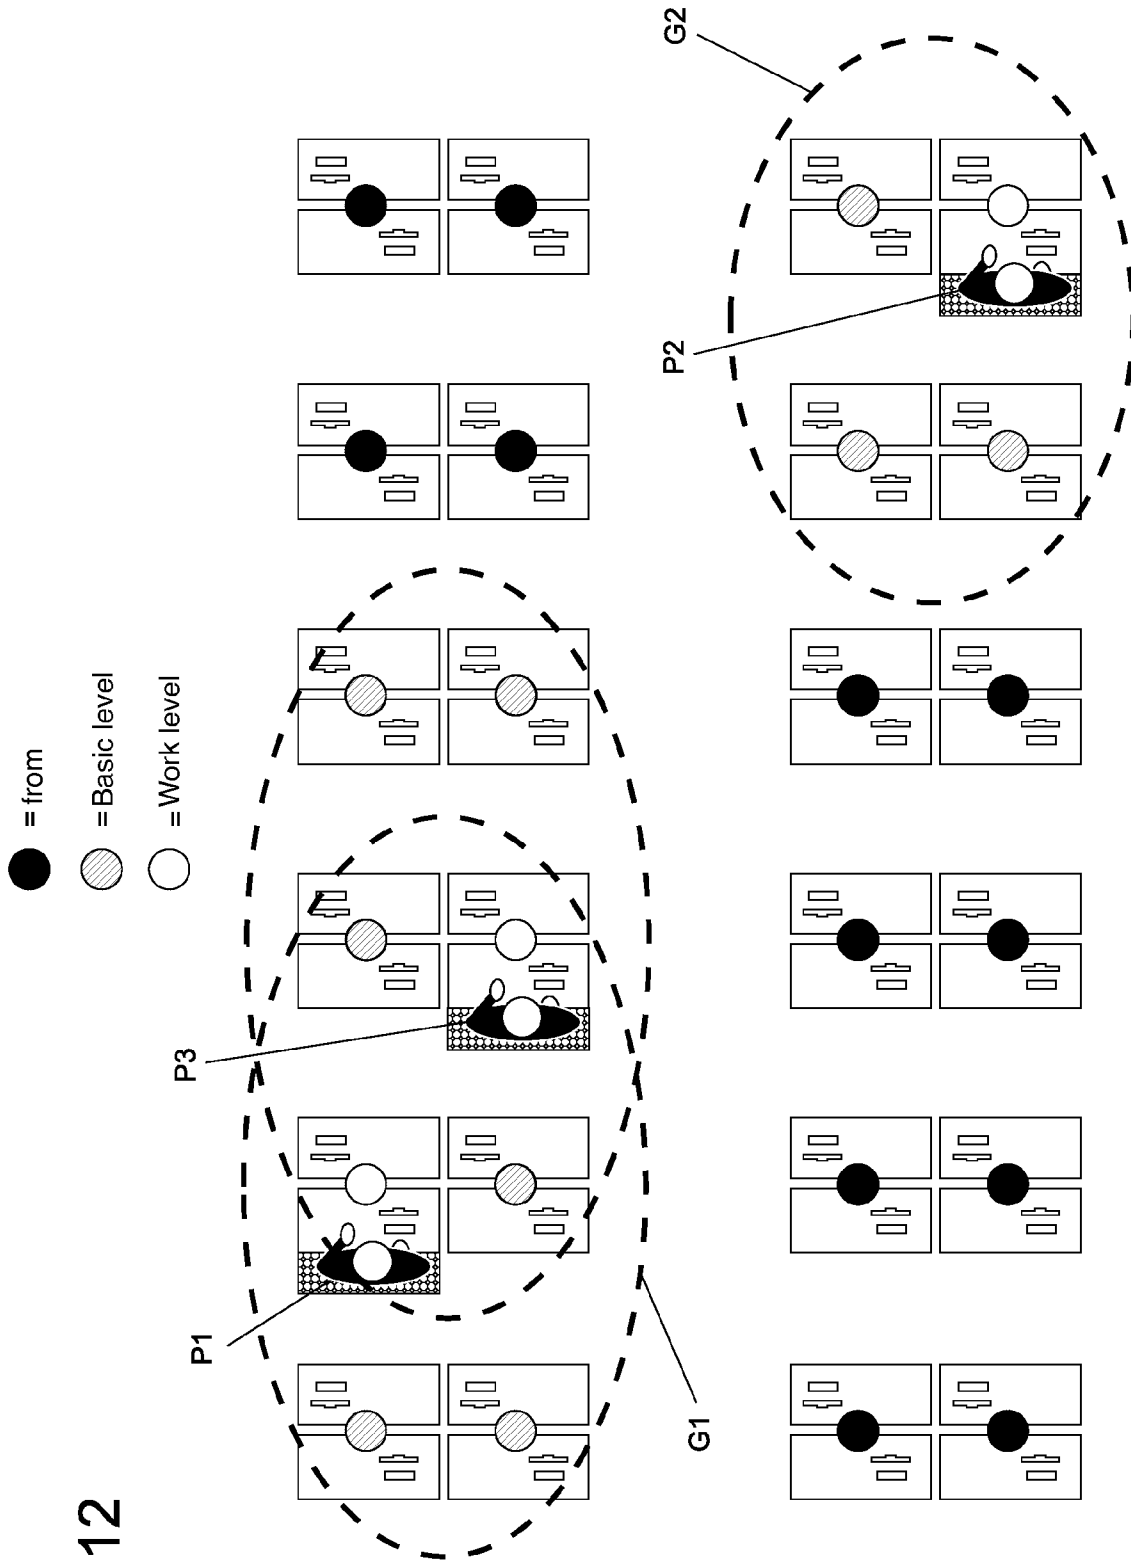 12
= from
= Basic level
= Work level
P1
P3
G1
P2
G2